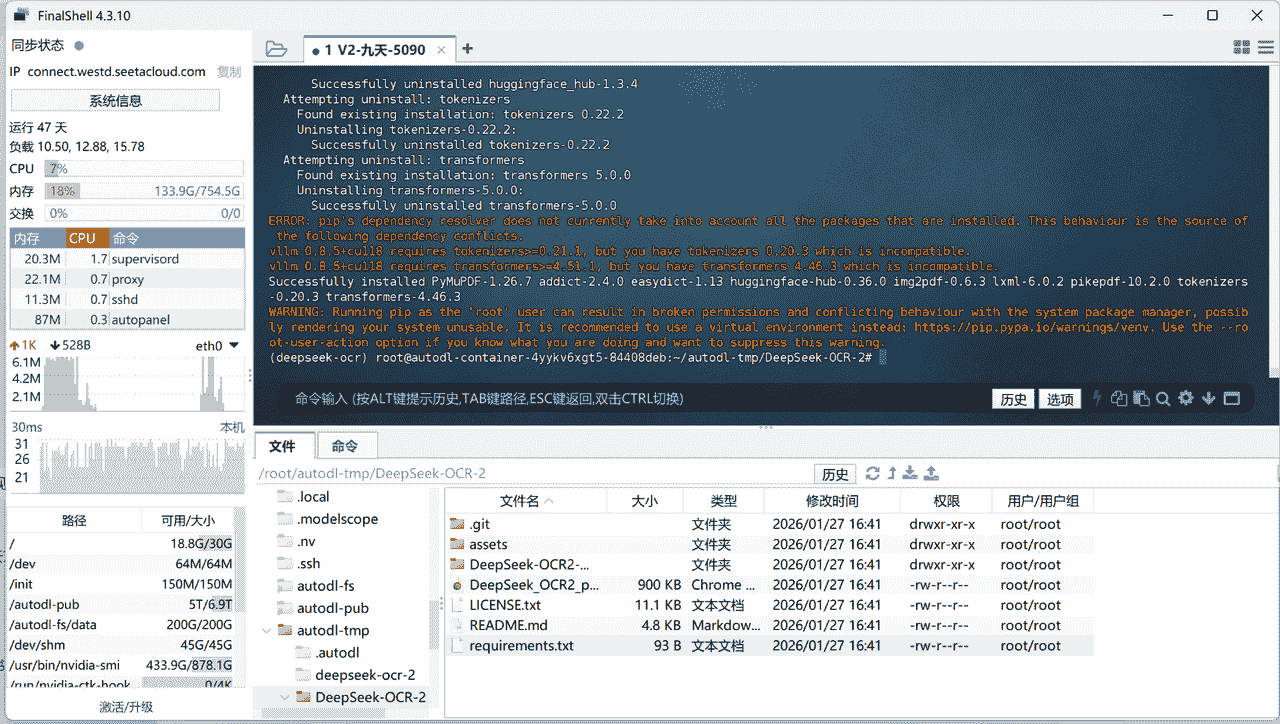 FinalShell 4.3.10
同步状态
IP connect.westd.seetacloud.com 复制
系统信息
运行 47 天
负载 10.50, 12.88, 15.78
CPU 7%
内存 18% 133.9G/754.5G
交换 0% 0/0
内存 CPU 命令
20.3M 1.7 supervisord
22.1M 0.7 proxy
11.3M 0.7 sshd
87M 0.3 autopanel
1K 528B eth0
6.1M
4.2M
2.1M
30ms 本机
31
26
21
路径 可用/大小
/ 18.8G/30G
/dev 64M/64M
/init 150M/150M
/autodl-pub 5T/6.9T
/autodl-fs/data 200G/200G
/dev/shm 45G/45G
/usr/bin/nvidia-smi 433.9G/878.1G
/run/nvidia-ctk-hook 0/4K
激活/升级
1 V2-九天-5090
Successfully uninstalled huggingface_hub-1.3.4
Attempting uninstall: tokenizers
Found existing installation: tokenizers 0.22.2
Uninstalling tokenizers-0.22.2:
Successfully uninstalled tokenizers-0.22.2
Attempting uninstall: transformers
Found existing installation: transformers 5.0.0
Uninstalling transformers-5.0.0:
Successfully uninstalled transformers-5.0.0
ERROR: pip's dependency resolver does not currently take into account all the packages that are installed. This behaviour is the source of
the following dependency conflicts.
vllm 0.8.5+cu118 requires tokenizers>=0.21.1, but you have tokenizers 0.20.3 which is incompatible.
vllm 0.8.5+cu118 requires transformers>=4.51.1, but you have transformers 4.46.3 which is incompatible.
Successfully installed PyMuPDF-1.26.7 addict-2.4.0 easydict-1.13 huggingface-hub-0.36.0 img2pdf-0.6.3 lxml-6.0.2 pikepdf-10.2.0 tokenizers
-0.20.3 transformers-4.46.3
WARNING: Running pip as the 'root' user can result in broken permissions and conflicting behaviour with the system package manager, possib
ly rendering your system unusable. It is recommended to use a virtual environment instead: https://pip.pypa.io/warnings/venv. Use the --ro
ot-user-action option if you know what you are doing and want to suppress this warning.
(deepseek-ocr) root@autodl-container-4yykv6xgt5-84408deb:~/autodl-tmp/DeepSeek-OCR-2#
命令输入 (按ALT键提示历史,TAB键路径,ESC键返回,双击CTRL切换) 历史 选项
文件 命令
/root/autodl-tmp/DeepSeek-OCR-2 历史
.local
.modelscope
.nv
.ssh
autodl-fs
autodl-pub
autodl-tmp
.autodl
deepseek-ocr-2
DeepSeek-OCR-2
文件名 大小 类型 修改时间 权限 用户/用户组
.git 文件夹 2026/01/27 16:41 drwxr-xr-x root/root
assets 文件夹 2026/01/27 16:41 drwxr-xr-x root/root
DeepSeek-OCR2-... 文件夹 2026/01/27 16:41 drwxr-xr-x root/root
DeepSeek_OCR2_p... 900 KB Chrome ... 2026/01/27 16:41 -rw-r--r-- root/root
LICENSE.txt 11.1 KB 文本文档 2026/01/27 16:41 -rw-r--r-- root/root
README.md 4.8 KB Markdow... 2026/01/27 16:41 -rw-r--r-- root/root
requirements.txt 93 B 文本文档 2026/01/27 16:41 -rw-r--r-- root/root